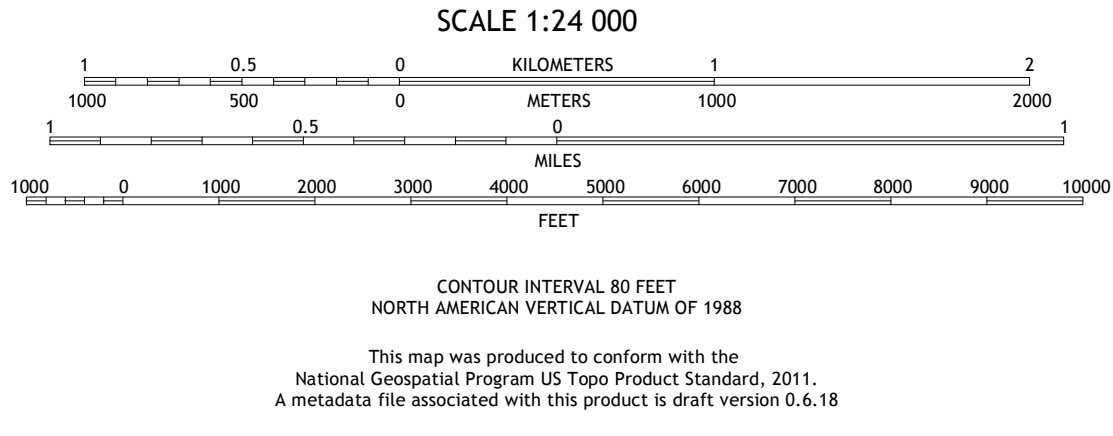 SCALE 1:24 000
1 0.5 0 KILOMETERS 1 2
1000 500 0 METERS 1000 2000
1 0.5 0 1
MILES
1000 0 1000 2000 3000 4000 5000 6000 7000 8000 9000 10000
FEET
CONTOUR INTERVAL 80 FEET
NORTH AMERICAN VERTICAL DATUM OF 1988
This map was produced to conform with the
National Geospatial Program US Topo Product Standard, 2011.
A metadata file associated with this product is draft version 0.6.18